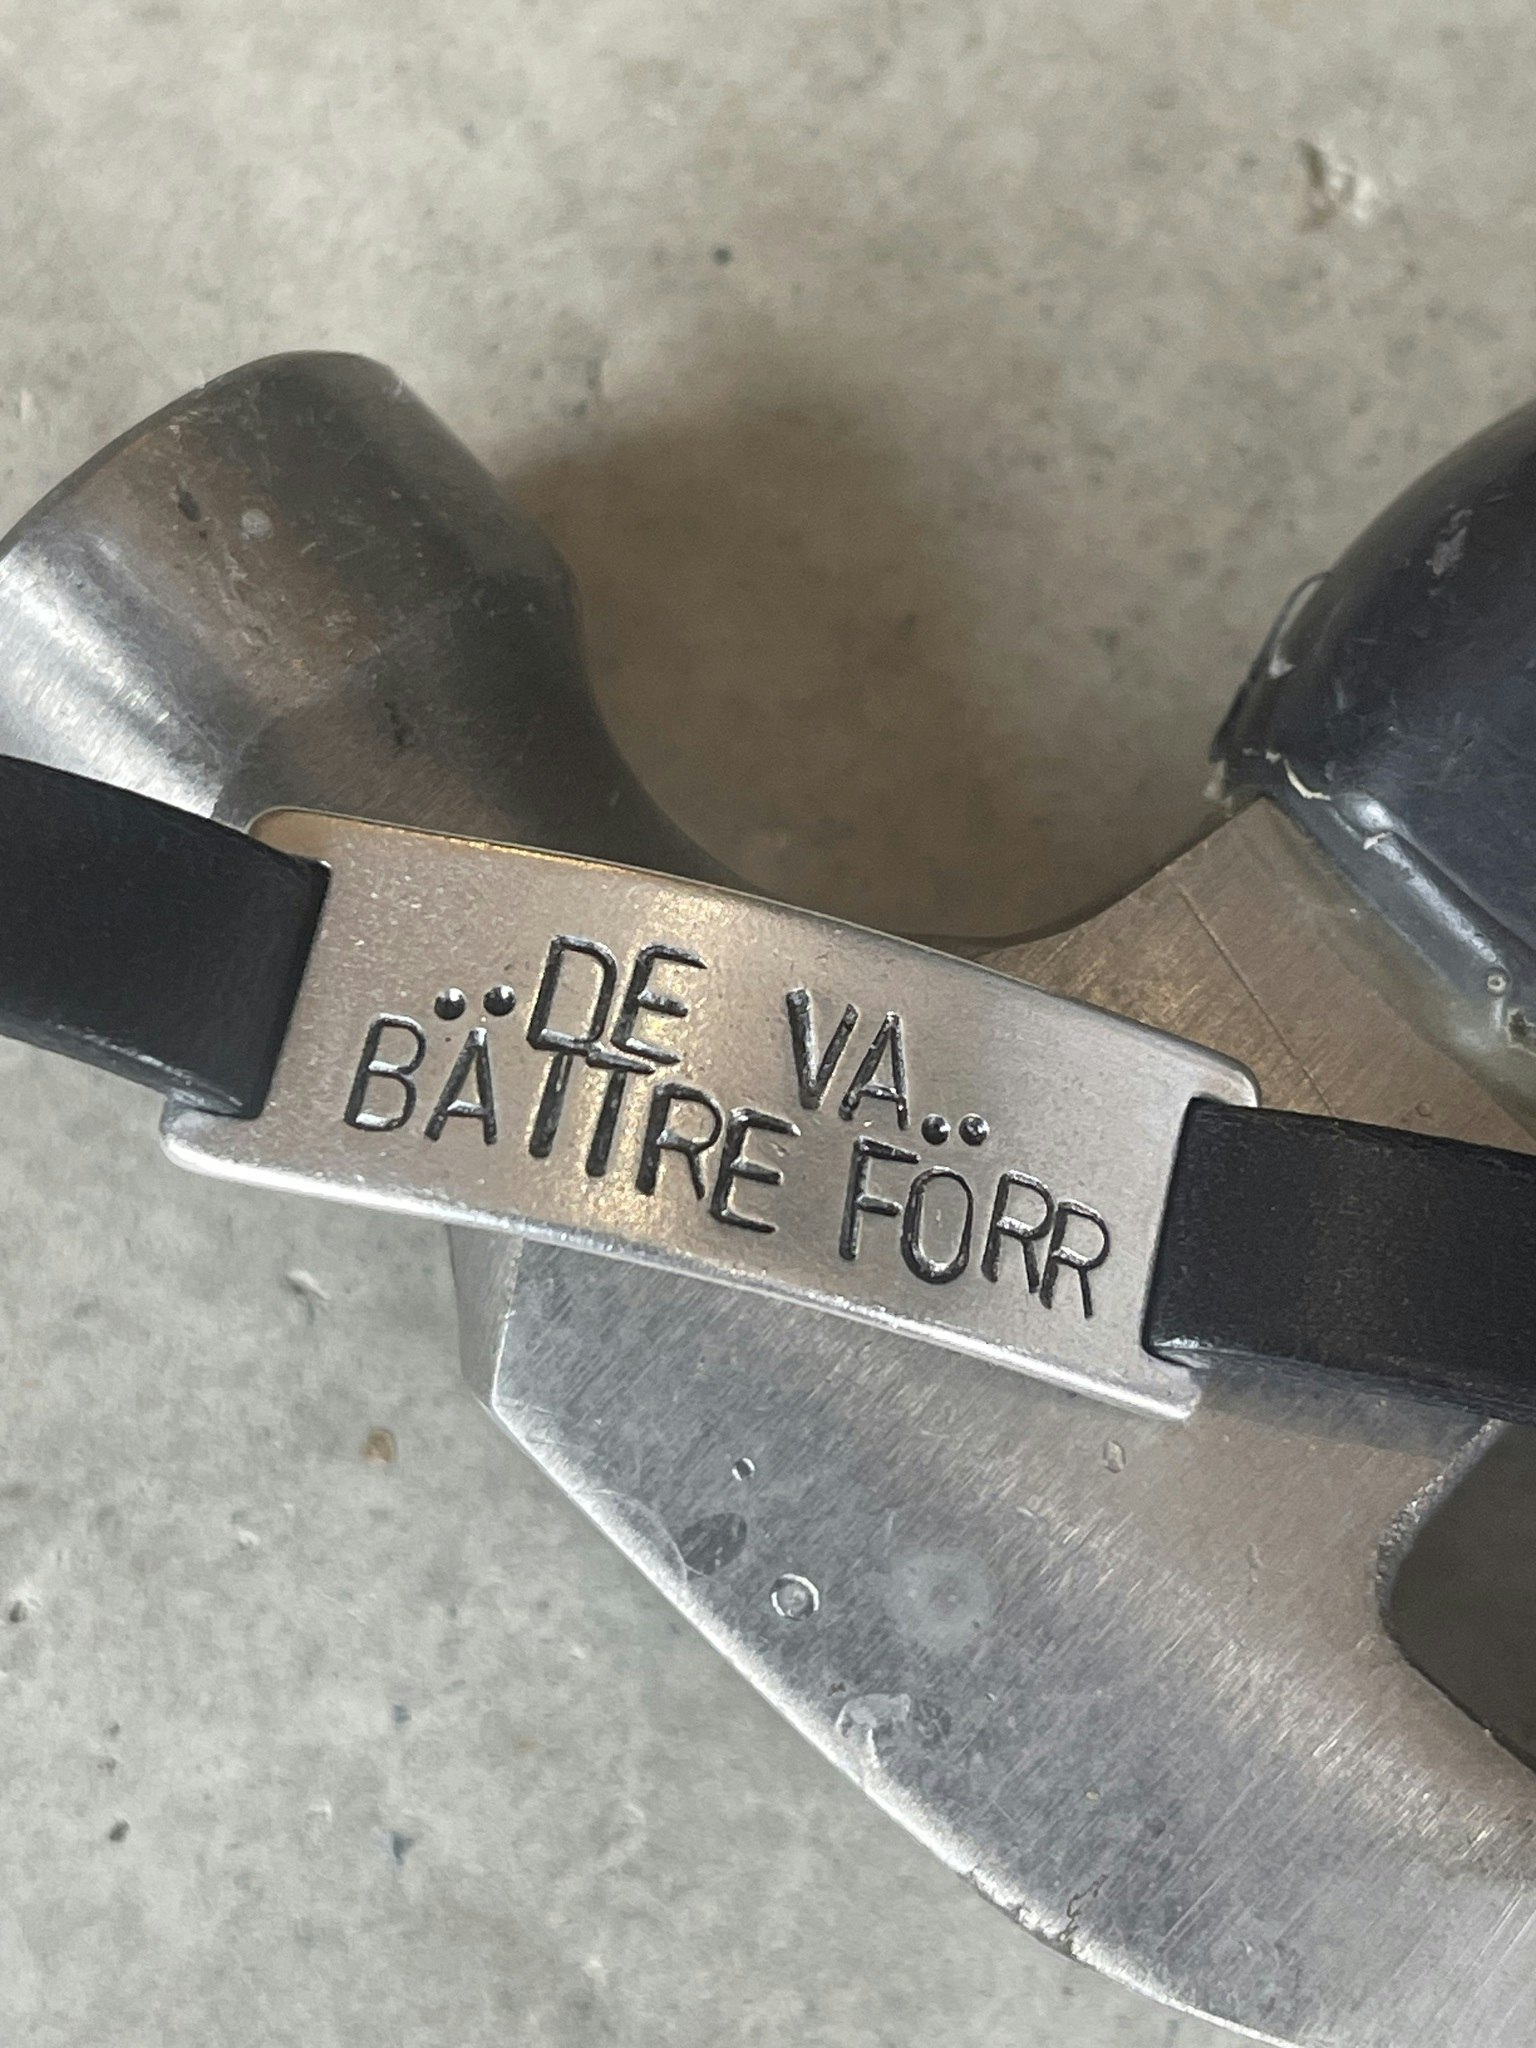 DE VA
BÄTTRE FÖRR